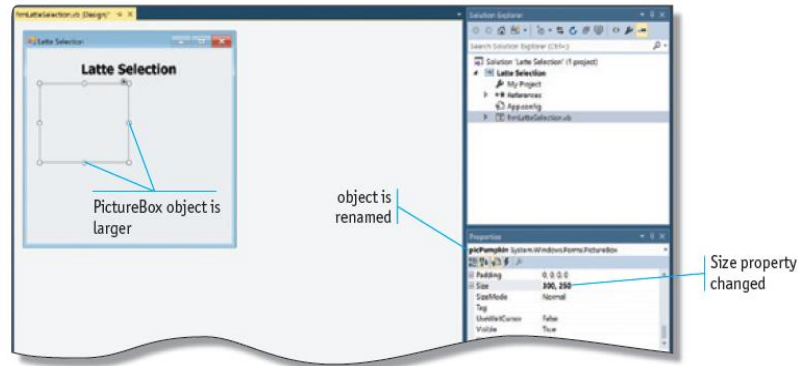 frmLatteSelection.vb [Design]*
Latte Selection
Latte Selection
PictureBox object is
larger
object is
renamed
Solution Explorer
Search Solution Explorer (Ctrl+;)
Solution 'Latte Selection' (1 project)
Latte Selection
My Project
References
App.config
frmLatteSelection.vb
Properties
picPumpkin System.Windows.Forms.PictureBox
Padding 0, 0, 0, 0
Size 300, 250
SizeMode Normal
Tag
UseWaitCursor False
Visible True
Size property
changed